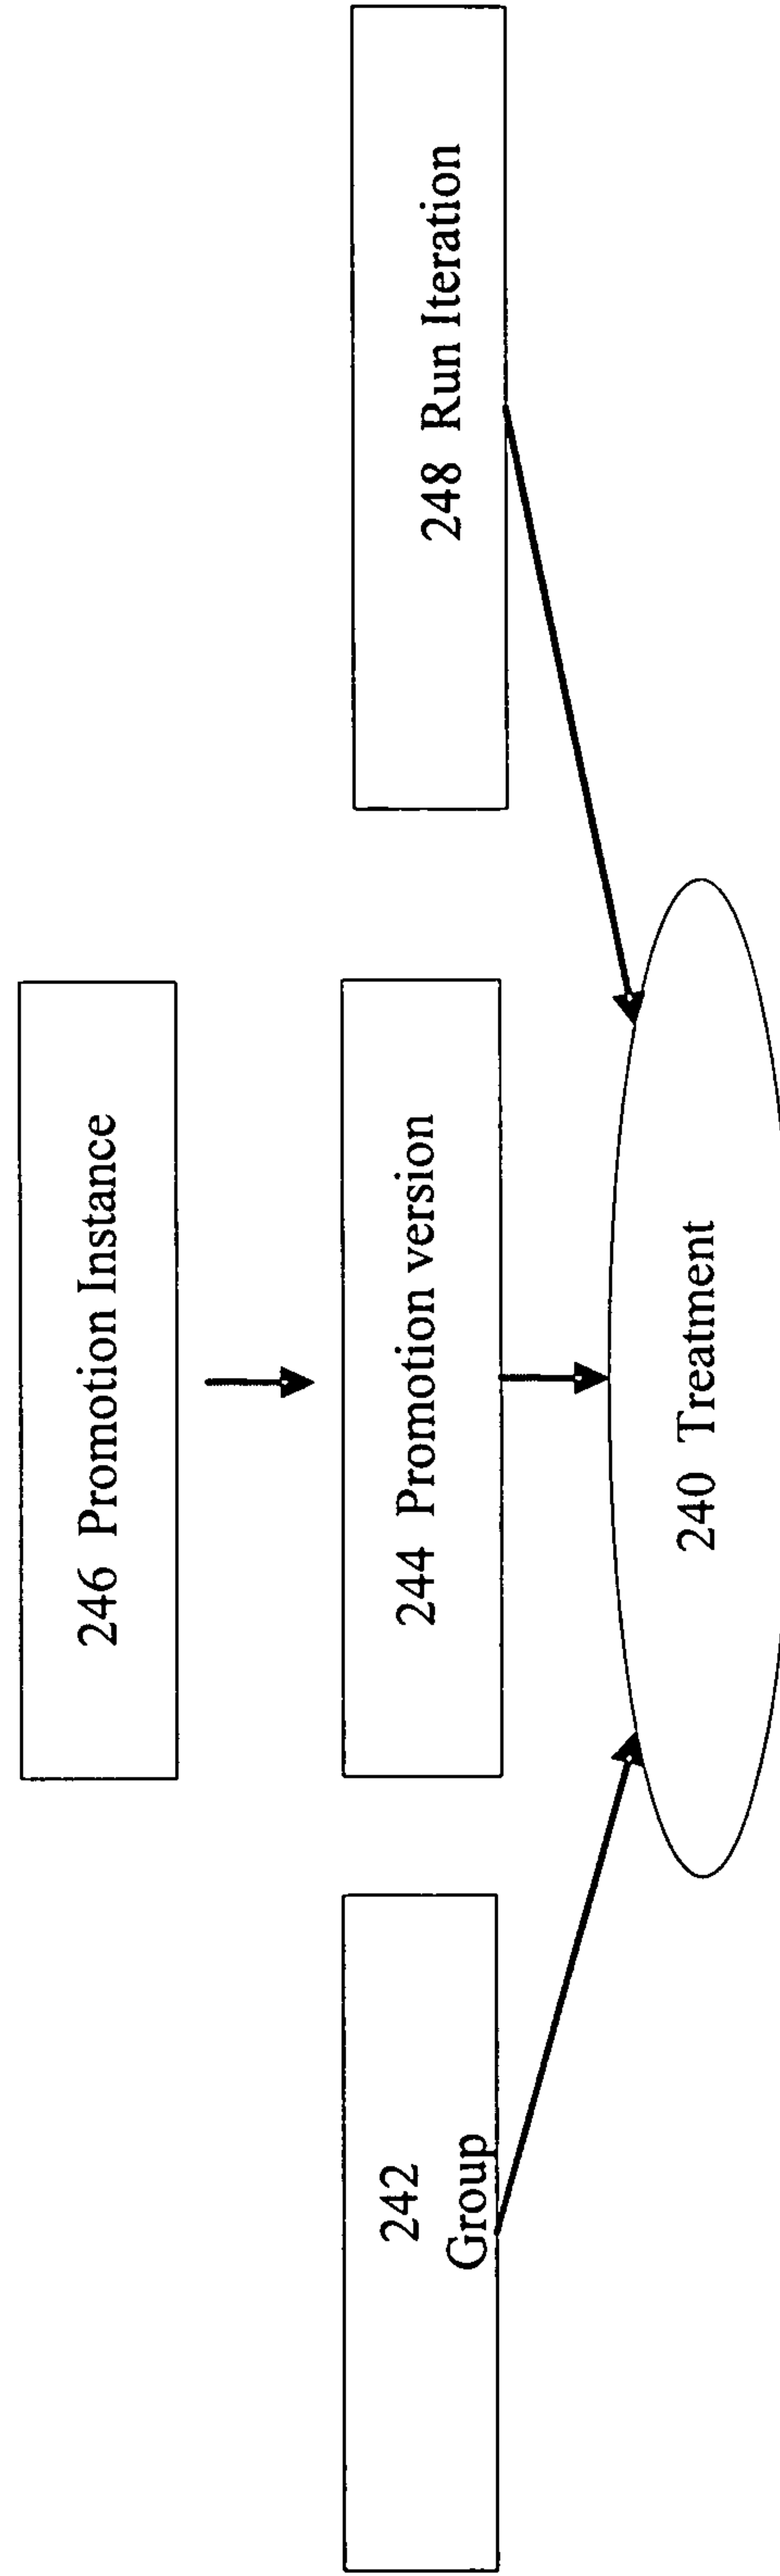 246 Promotion Instance
242
Group
244 Promotion version
248 Run Iteration
240 Treatment